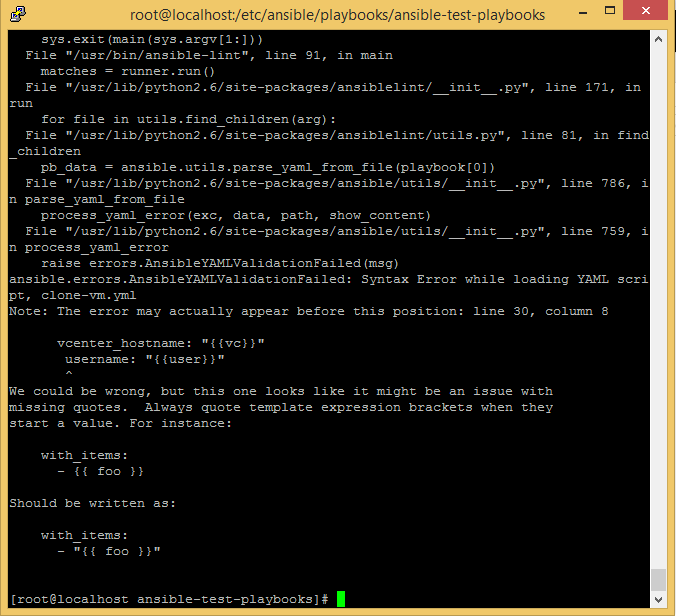 root@localhost:/etc/ansible/playbooks/ansible-test-playbooks
    sys.exit(main(sys.argv[1:]))
  File "/usr/bin/ansible-lint", line 91, in main
    matches = runner.run()
  File "/usr/lib/python2.6/site-packages/ansiblelint/__init__.py", line 171, in
run
    for file in utils.find_children(arg):
  File "/usr/lib/python2.6/site-packages/ansiblelint/utils.py", line 81, in find
_children
    pb_data = ansible.utils.parse_yaml_from_file(playbook[0])
  File "/usr/lib/python2.6/site-packages/ansible/utils/__init__.py", line 786, i
n parse_yaml_from_file
    process_yaml_error(exc, data, path, show_content)
  File "/usr/lib/python2.6/site-packages/ansible/utils/__init__.py", line 759, i
n process_yaml_error
    raise errors.AnsibleYAMLValidationFailed(msg)
ansible.errors.AnsibleYAMLValidationFailed: Syntax Error while loading YAML scri
pt, clone-vm.yml
Note: The error may actually appear before this position: line 30, column 8

      vcenter_hostname: "{{vc}}"
       username: "{{user}}"
       ^
We could be wrong, but this one looks like it might be an issue with
missing quotes.  Always quote template expression brackets when they
start a value. For instance:

    with_items:
      - {{ foo }}

Should be written as:

    with_items:
      - "{{ foo }}"

[root@localhost ansible-test-playbooks]#